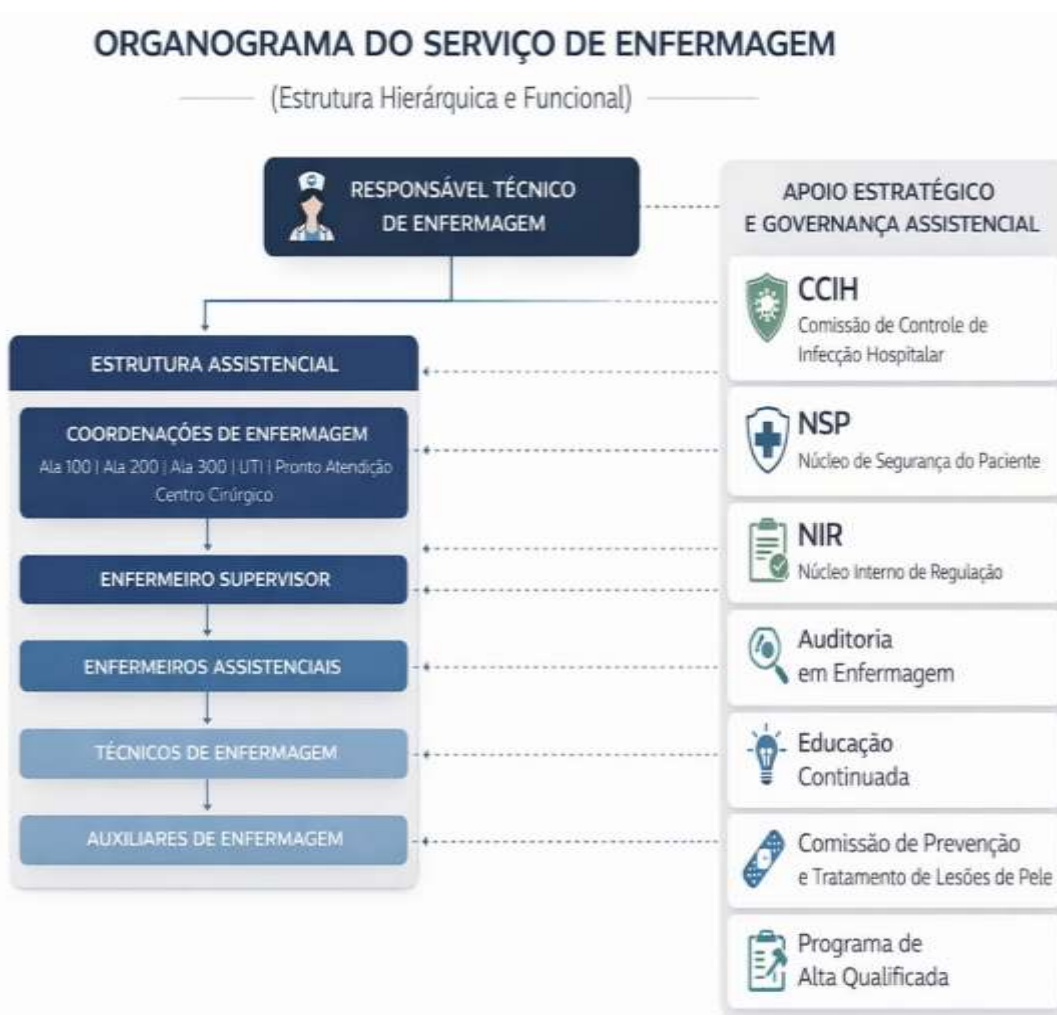 ORGANOGRAMA DO SERVIÇO DE ENFERMAGEM
(Estrutura Hierárquica e Funcional)
RESPONSÁVEL TÉCNICO
DE ENFERMAGEM
ESTRUTURA ASSISTENCIAL
COORDENAÇÕES DE ENFERMAGEM
Ala 100 | Ala 200 | Ala 300 | UTI | Pronto Atendição
Centro Cirúrgico
ENFERMEIRO SUPERVISOR
ENFERMEIROS ASSISTENCIAIS
TÉCNICOS DE ENFERMAGEM
AUXILIARES DE ENFERMAGEM
APOIO ESTRATÉGICO
E GOVERNANÇA ASSISTENCIAL
CCIH
Comissão de Controle de
Infecção Hospitalar
NSP
Núcleo de Segurança do Paciente
NIR
Núcleo Interno de Regulação
Auditoria
em Enfermagem
Educação
Continuada
Comissão de Prevenção
e Tratamento de Lesões de Pele
Programa de
Alta Qualificada